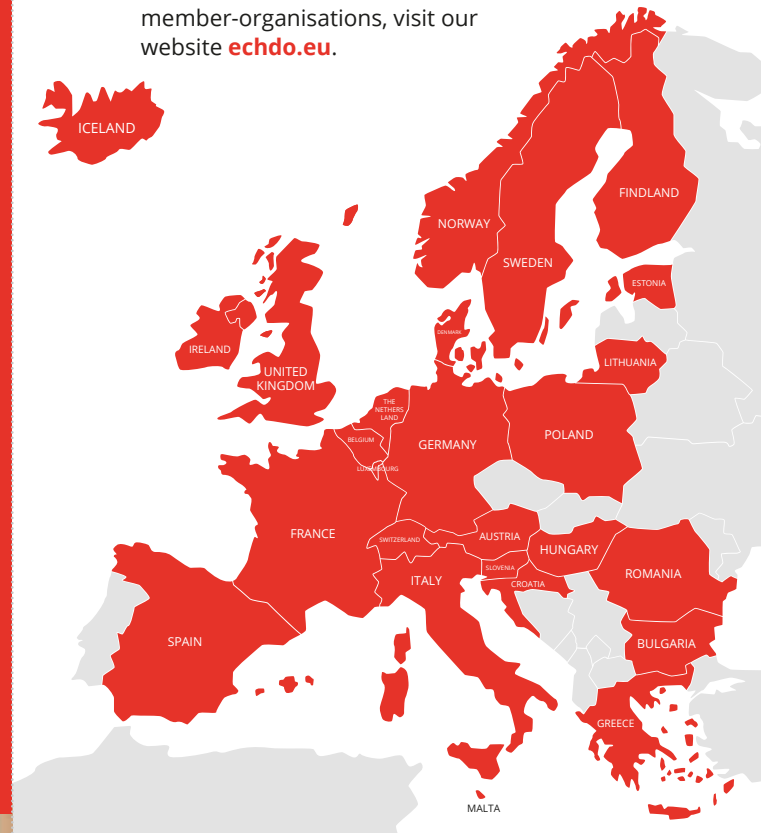 member-organisations, visit our
website echdo.eu.
ICELAND
FINDLAND
NORWAY
SWEDEN
ESTONIA
DENMARK
IRELAND
LITHUANIA
UNITED
KINGDOM
THE
NETHERS
LAND
BELGIUM
GERMANY
POLAND
LUXEMBOURG
FRANCE
SWITZERLAND
AUSTRIA
HUNGARY
SLOVENIA
ITALY
CROATIA
ROMANIA
SPAIN
BULGARIA
GREECE
MALTA